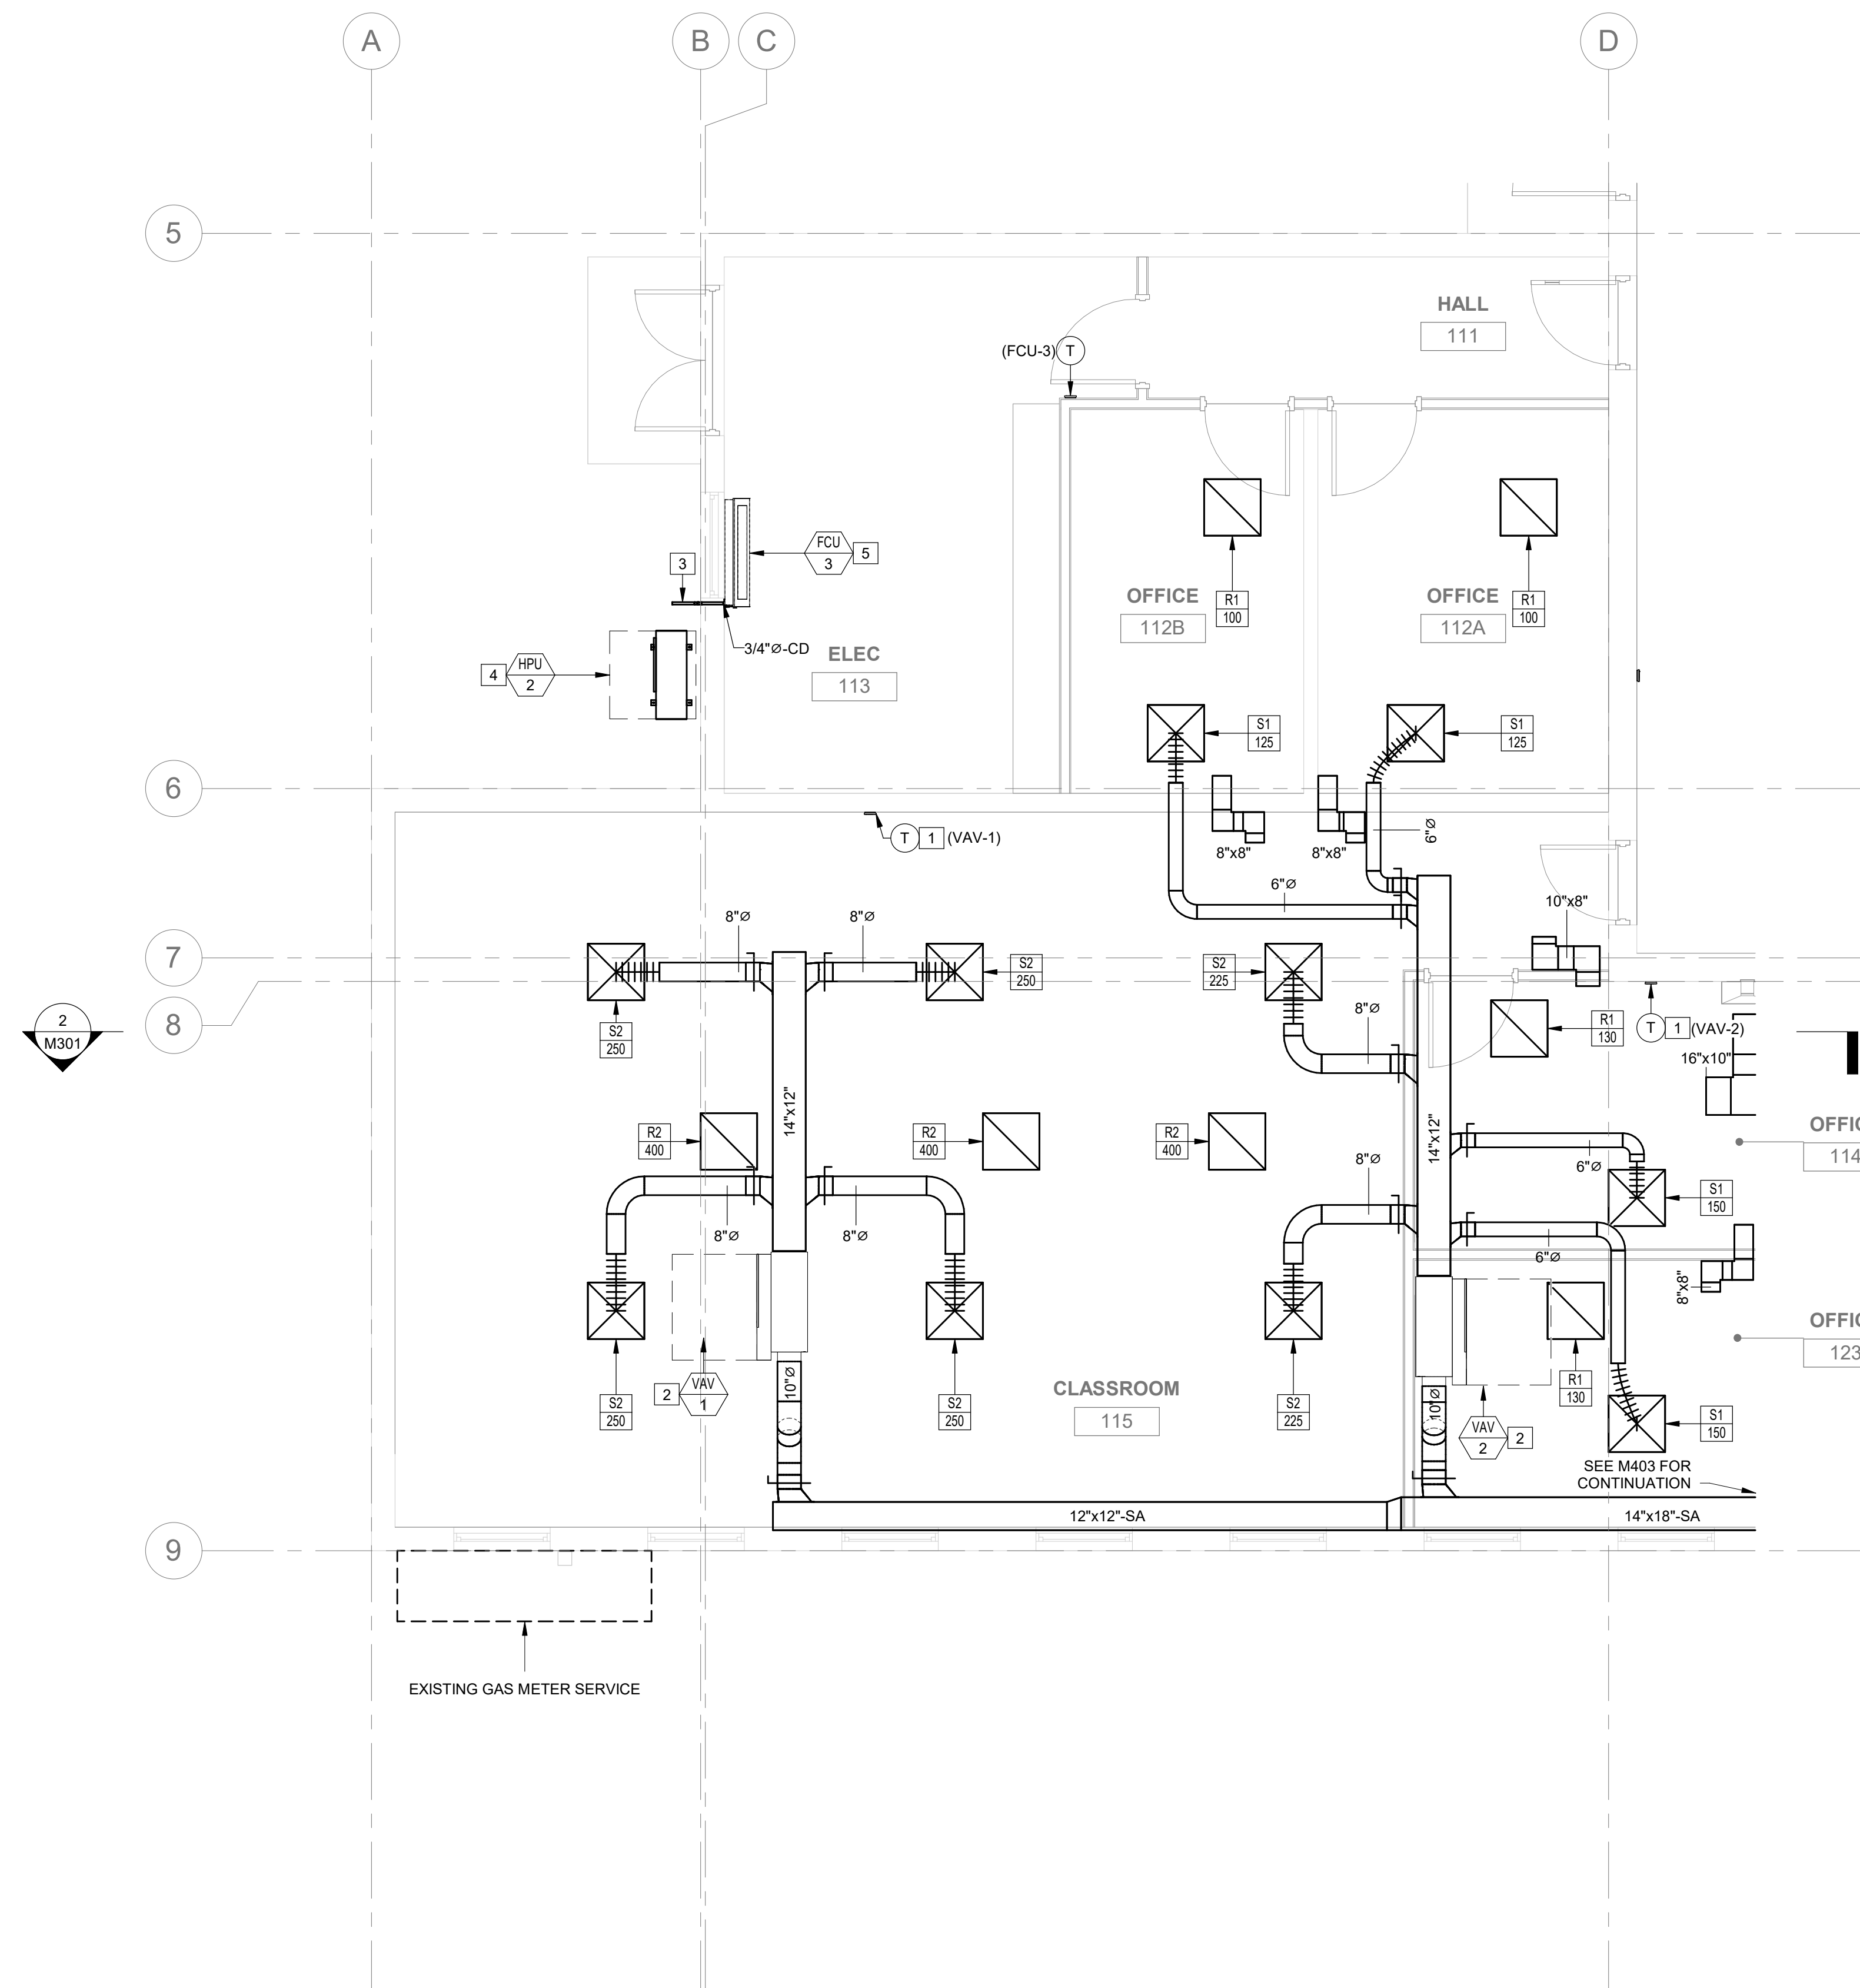 A
B
C
D
5
HALL
111
(FCU-3) T
FCU
3
5
3
R1
100
R1
100
OFFICE
112B
OFFICE
112A
3/4"Ø-CD
ELEC
113
4
HPU
2
S1
125
S1
125
6
T 1 (VAV-1)
8"x8"
8"x8"
6"Ø
6"Ø
8"Ø
8"Ø
10"x8"
7
S2
250
S2
225
8
2
M301
S2
250
8"Ø
R1
130
T 1 (VAV-2)
16"x10"
14"x12"
14"x12"
R2
400
R2
400
R2
400
OFFIC
114
8"Ø
6"Ø
S1
150
8"Ø
8"Ø
6"Ø
8"x8"
OFFIC
123
2
VAV
1
10"Ø
CLASSROOM
115
S2
250
S2
250
S2
225
10"Ø
VAV
2
2
R1
130
S1
150
SEE M403 FOR
CONTINUATION
12"x12"-SA
14"x18"-SA
9
EXISTING GAS METER SERVICE